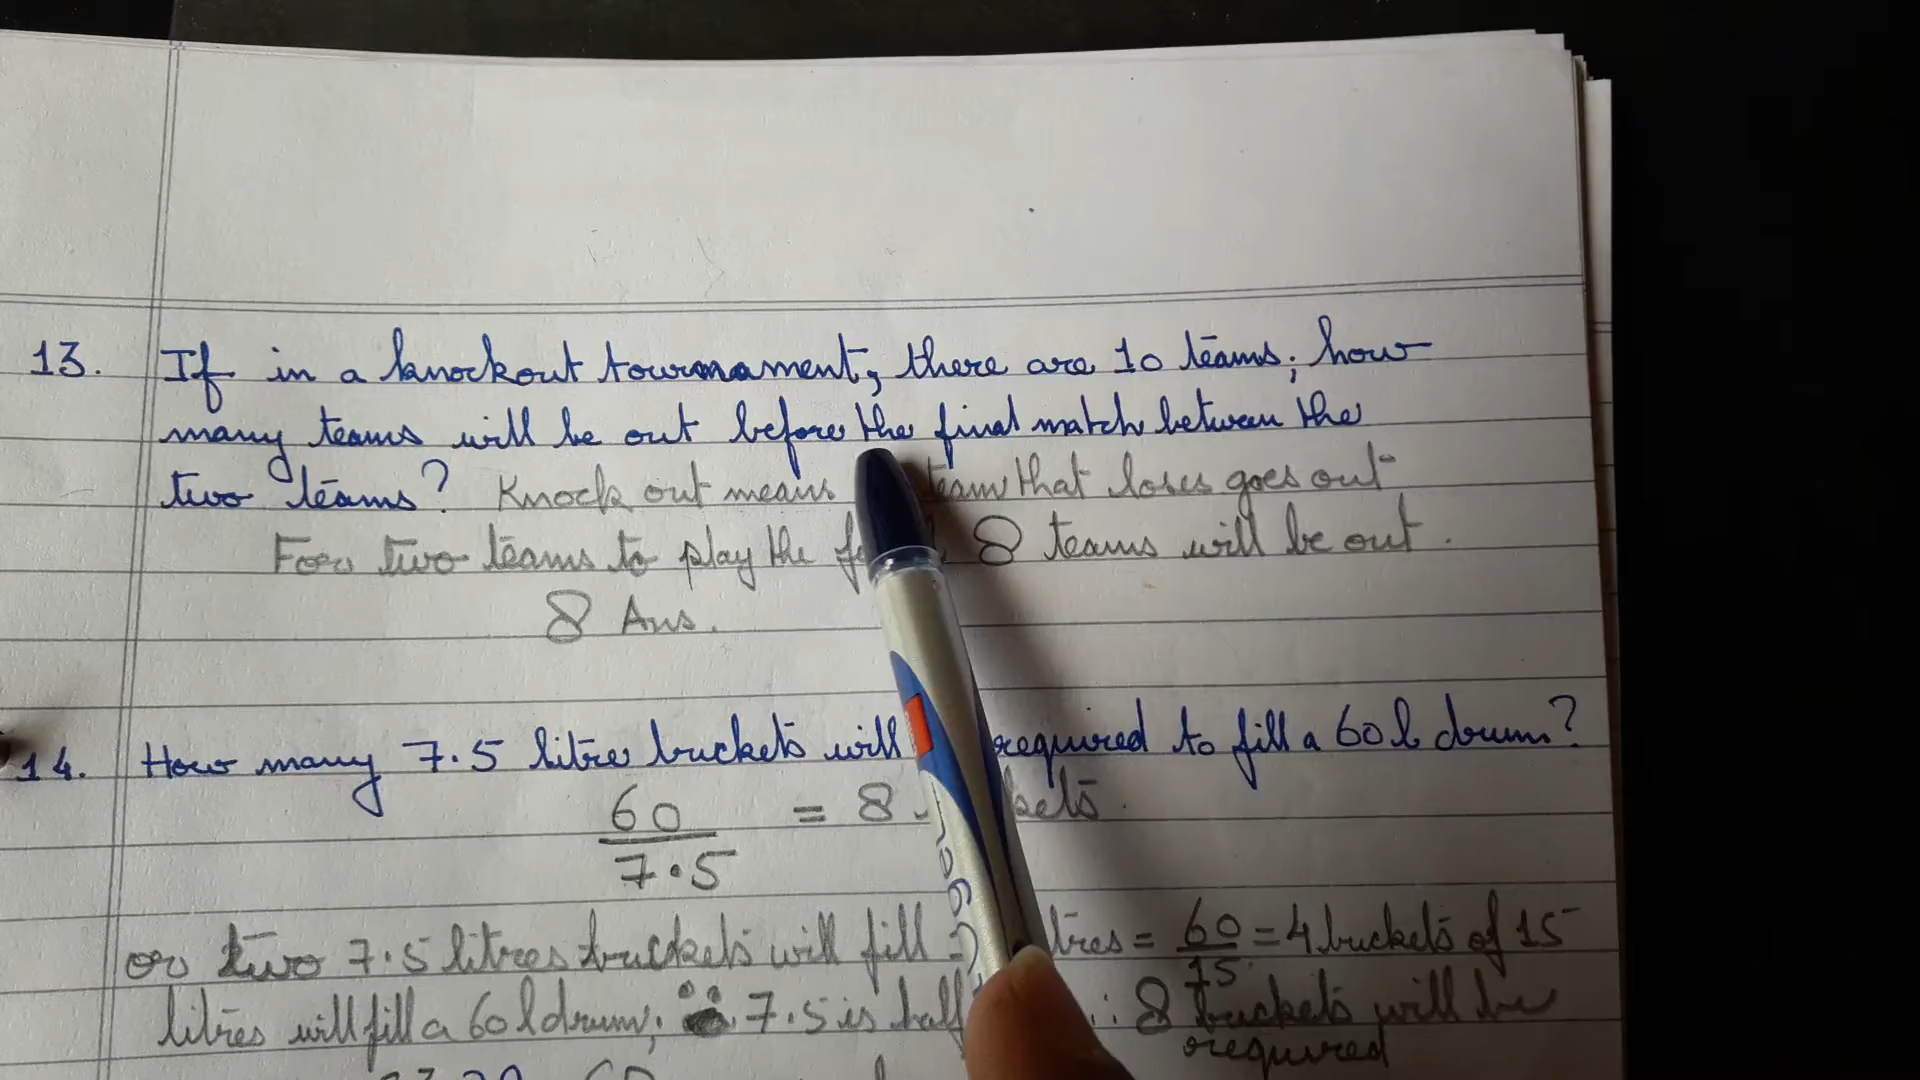 13. If in a knockout tournament, there are 10 teams; how
many teams will be out before the final match between the
two teams? Knock out means team that loses goes out
For two teams to play the 8 teams will be out.
8 Ans.
14. How many 7.5 litre buckets will required to fill a 60 l drum?
60 = 8
7.5
or two 7.5 litres buckets will fill = 60 = 4 buckets of 15
15
litres will fill a 60 l drum. 7.5 is half ∴ 8 buckets will be
required